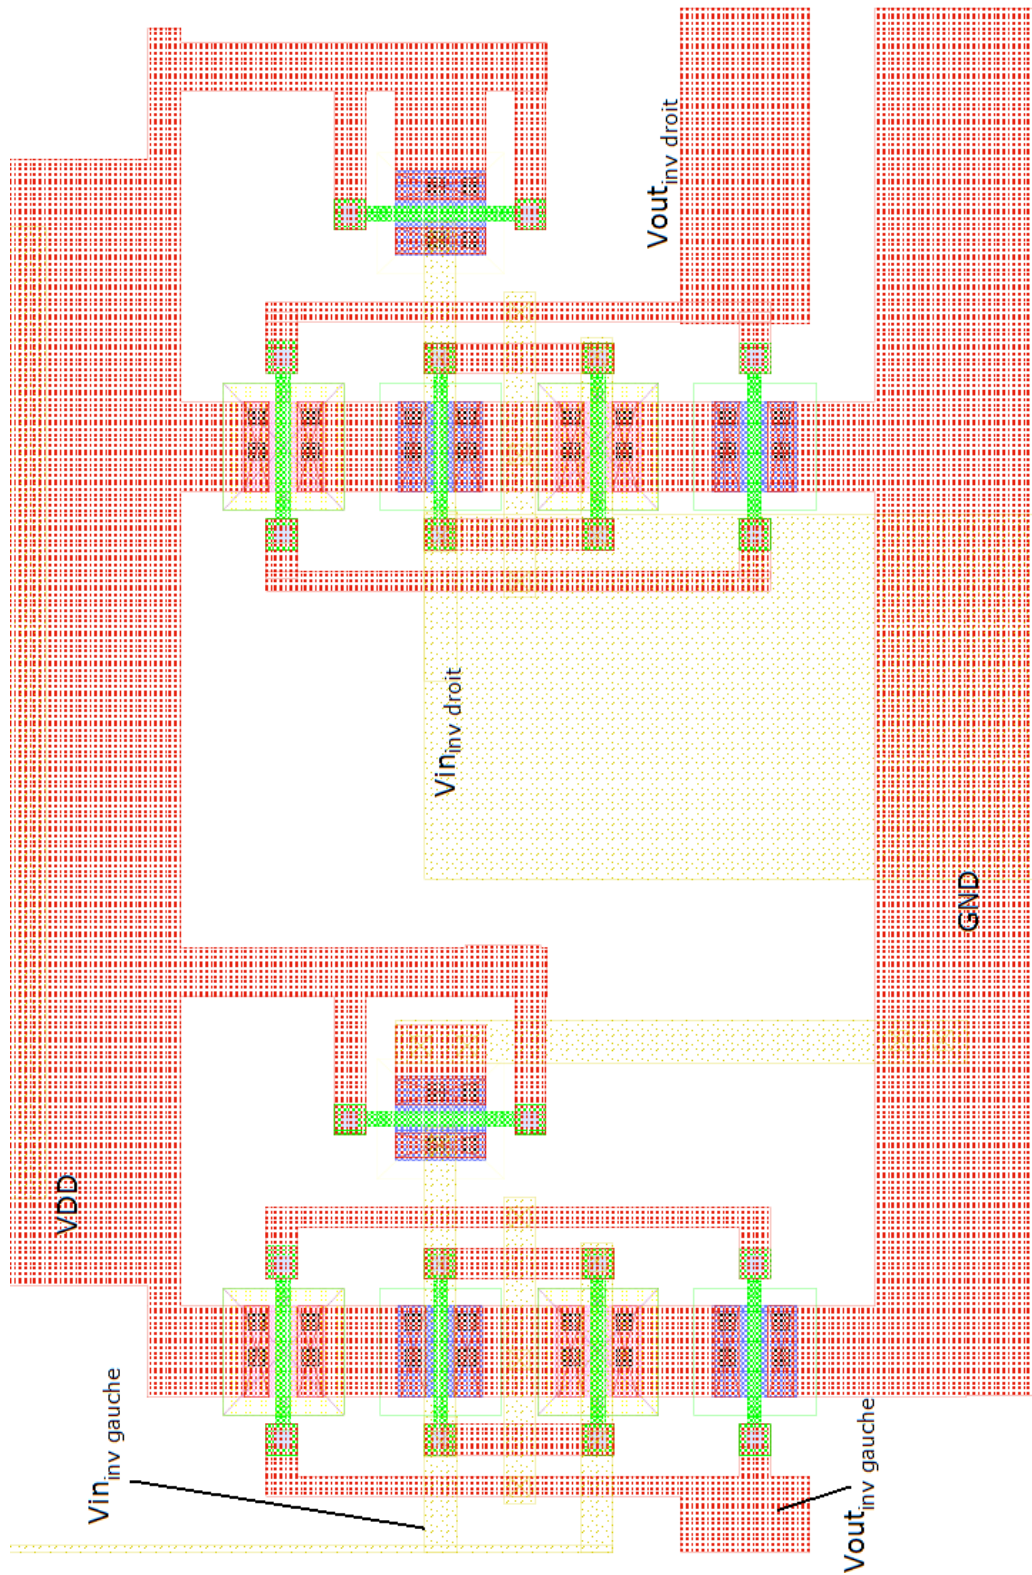 Vout inv droit
Vin inv droit
GND
VDD
Vin inv gauche
Vout inv gauche